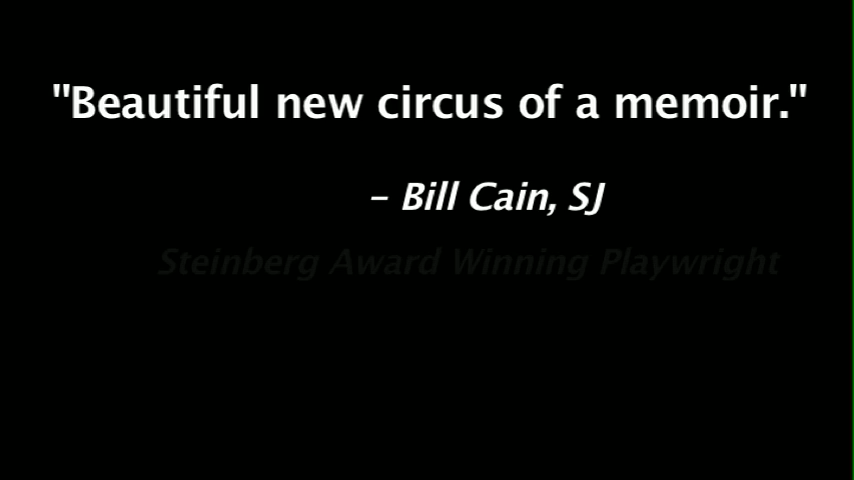 "Beautiful new circus of a memoir."
– Bill Cain, SJ
Steinberg Award Winning Playwright